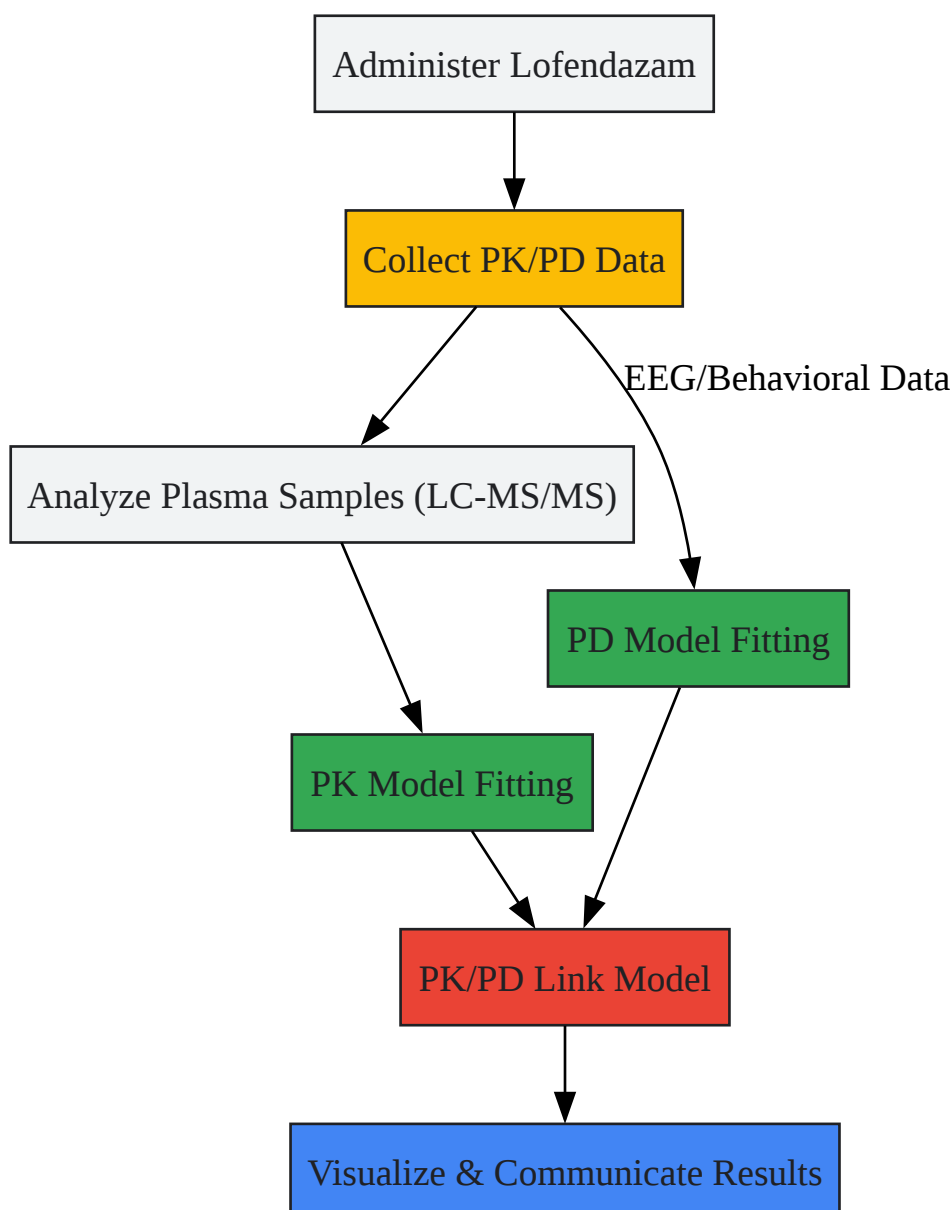 Administer Lofendazam
Collect PK/PD Data
EEG/Behavioral Data
Analyze Plasma Samples (LC-MS/MS)
PD Model Fitting
PK Model Fitting
PK/PD Link Model
Visualize & Communicate Results